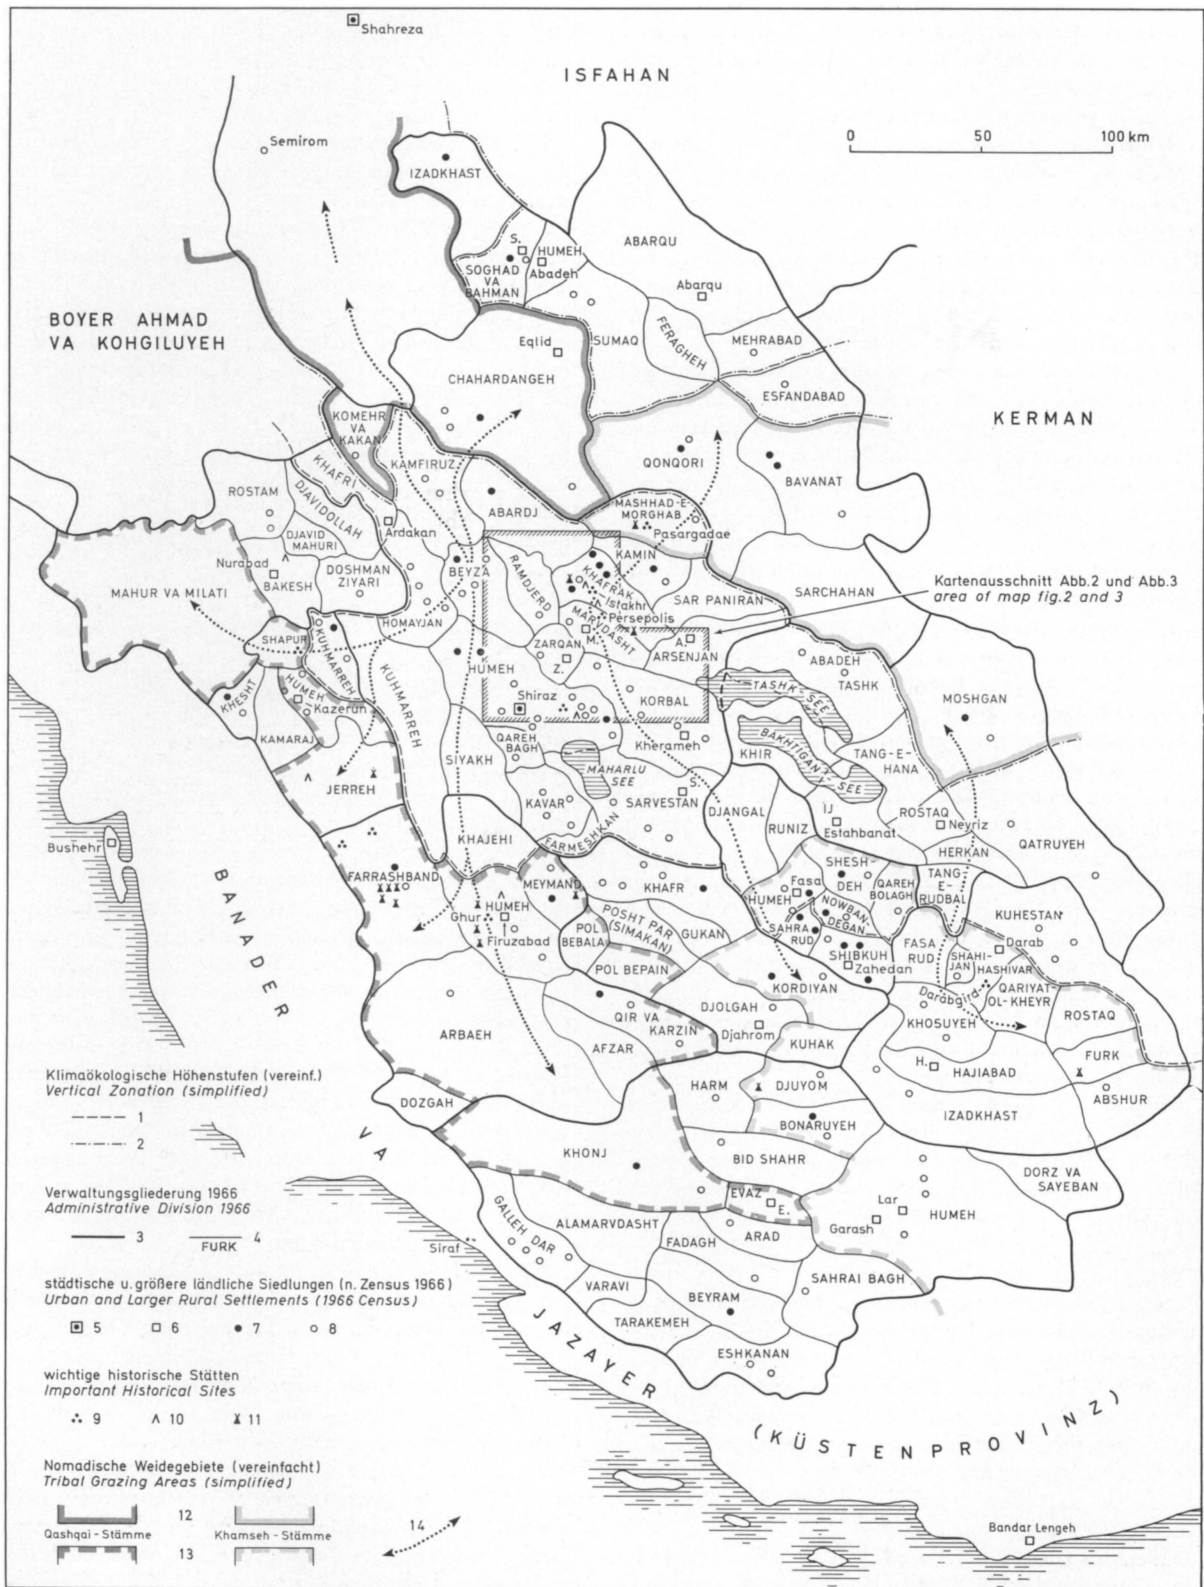 Shahreza
ISFAHAN
0 50 100 km
Semirom
IZADKHAST
ABARQU
S.
HUMEH
SOGHAD
VA
BAHMAN
Abadeh
Abarqu
BOYER AHMAD
VA KOHGILUYEH
Eqlid
SUMAQ
FERAGHEH
MEHRABAD
CHAHARDANGEH
ESFANDABAD
KERMAN
KOMEHR
VA
KAKAN
KHAFRI
KAMFIRUZ
QONQORI
BAVANAT
ROSTAM
DJAVIDOLLAH
ABARDJ
MASHHAD-E-
MORGHAB
Pasargadae
Ardakan
DJAVID
MAHURI
KAMIN
Nurabad
BAKESH
DOSHMAN
ZIYARI
BEYZA
RAMDJERD
KHAFRAK
Istakhr
SAR PANIRAN
SARCHAHAN
Kartenausschnitt Abb.2 und Abb.3
area of map fig.2 and 3
MAHUR VA MILATI
HOMAYJAN
Persepolis
MARVDASHT
M.
SHAPUR
KUHMARREH
ZARQAN
Z.
A.
ARSENJAN
ABADEH
TASHK
HUMEH
KHESHT
HUMEH
Kazerun
KUHMARREH
Shiraz
KORBAL
TASHK-SEE
MOSHGAN
KAMARAJ
QAREH
BAGH
Kherameh
KHIR
BAKHTIGAN-SEE
TANG-E-
HANA
SIYAKH
JERREH
MAHARLU
SEE
S.
SARVESTAN
KAVAR
DJANGAL
IJ
Estahbanat
ROSTAQ
Neyriz
Bushehr
KHAJEHI
FARMESHKAN
RUNIZ
HERKAN
QATRUYEH
FARRASHBAND
MEYMAND
KHAFR
SHESH-
DEH
QAREH
BOLAGH
TANG-
E-
RUDBAL
HUMEH
Fasa
NOWBAN-
DEGAN
KUHESTAN
Ghur
HUMEH
Firuzabad
POL
BEBALA
POSHT PAR
(SIMAKAN)
GUKAN
SAHRA
RUD
SHIBKUH
Zahedan
FASA
RUD
SHAHI-
JAN
Darab
HASHIVAR
POL BEPAIN
KORDIYAN
Darabgird
QARIYAT-
OL-KHEYR
ROSTAQ
QIR VA
KARZIN
DJOLGAH
Djahrom
KHOSUYEH
ARBAEH
AFZAR
KUHAK
H.
HAJIABAD
FURK
ABSHUR
DOZGAH
HARM
DJUYOM
IZADKHAST
BONARUYEH
KHONJ
BID SHAHR
DORZ VA
SAYEBAN
EVAZ
E.
Lar
Garash
HUMEH
GALLEH DAR
ALAMARVDASHT
FADAGH
ARAD
Siraf
VARAVI
BEYRAM
SAHRAI BAGH
TARAKEMEH
ESHKANAN
BANADER
VA
JAZAYER
(KÜSTENPROVINZ)
Bandar Lengeh
Klimaökologische Höhenstufen (vereinf.)
Vertical Zonation (simplified)
1
2
Verwaltungsgliederung 1966
Administrative Division 1966
3 FURK 4
städtische u. größere ländliche Siedlungen (n. Zensus 1966)
Urban and Larger Rural Settlements (1966 Census)
5 6 7 8
wichtige historische Stätten
Important Historical Sites
9 10 11
Nomadische Weidegebiete (vereinfacht)
Tribal Grazing Areas (simplified)
12
Qashqai-Stämme Khamseh-Stämme
13
14